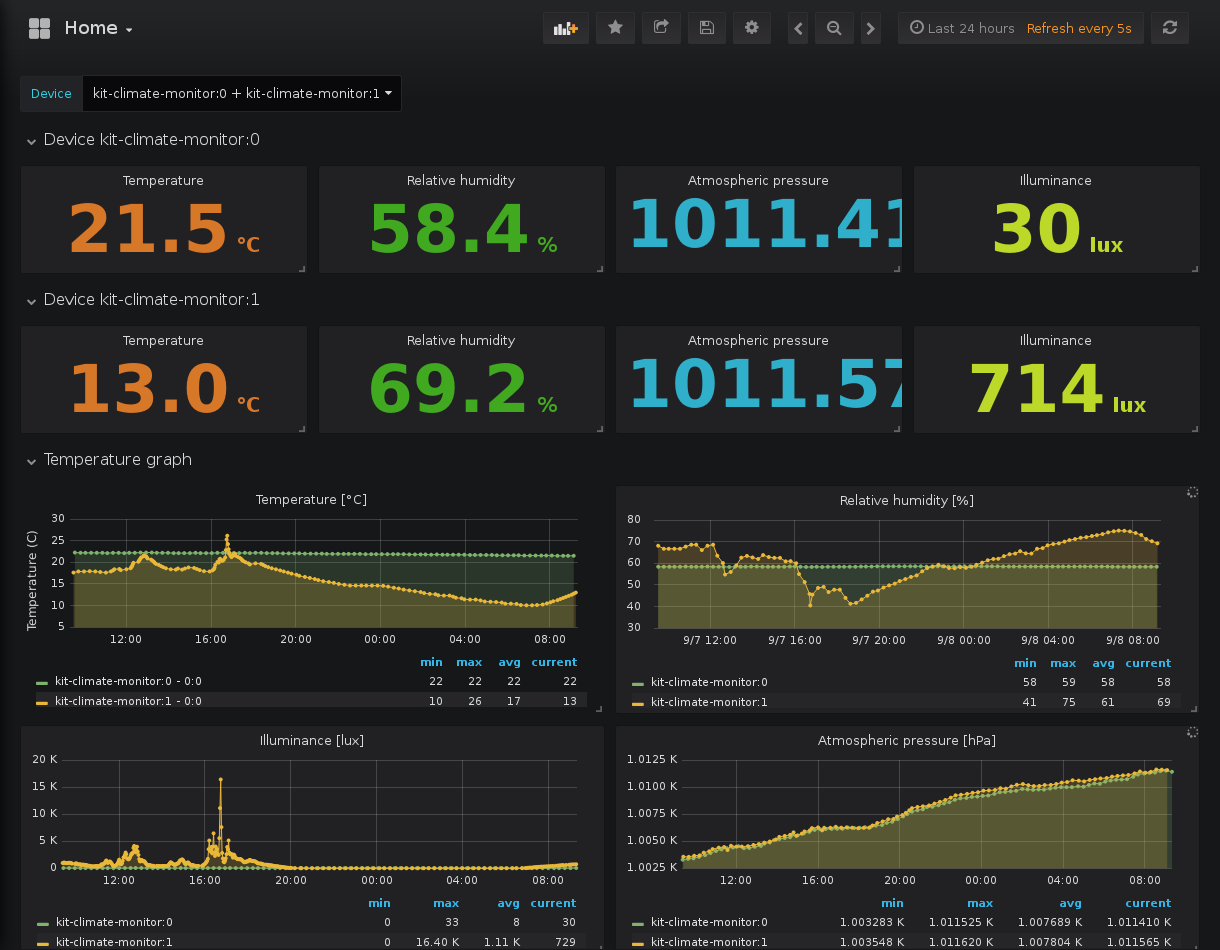 Home
Last 24 hours Refresh every 5s
Device kit-climate-monitor:0 + kit-climate-monitor:1
Device kit-climate-monitor:0
Temperature Relative humidity Atmospheric pressure Illuminance
21.5 °C 58.4 % 1011.41 30 lux
Device kit-climate-monitor:1
Temperature Relative humidity Atmospheric pressure Illuminance
13.0 °C 69.2 % 1011.57 714 lux
Temperature graph
Temperature [°C]
Temperature (C)
30
25
20
15
10
5
12:00 16:00 20:00 00:00 04:00 08:00
min max avg current
kit-climate-monitor:0 - 0:0 22 22 22 22
kit-climate-monitor:1 - 0:0 10 26 17 13
Relative humidity [%]
80
70
60
50
40
30
9/7 12:00 9/7 16:00 9/7 20:00 9/8 00:00 9/8 04:00 9/8 08:00
min max avg current
kit-climate-monitor:0 58 59 58 58
kit-climate-monitor:1 41 75 61 69
Illuminance [lux]
20 K
15 K
10 K
5 K
0
12:00 16:00 20:00 00:00 04:00 08:00
min max avg current
kit-climate-monitor:0 0 33 8 30
kit-climate-monitor:1 0 16.40 K 1.11 K 729
Atmospheric pressure [hPa]
1.0125 K
1.0100 K
1.0075 K
1.0050 K
1.0025 K
12:00 16:00 20:00 00:00 04:00 08:00
min max avg current
kit-climate-monitor:0 1.003283 K 1.011525 K 1.007689 K 1.011410 K
kit-climate-monitor:1 1.003548 K 1.011620 K 1.007804 K 1.011565 K